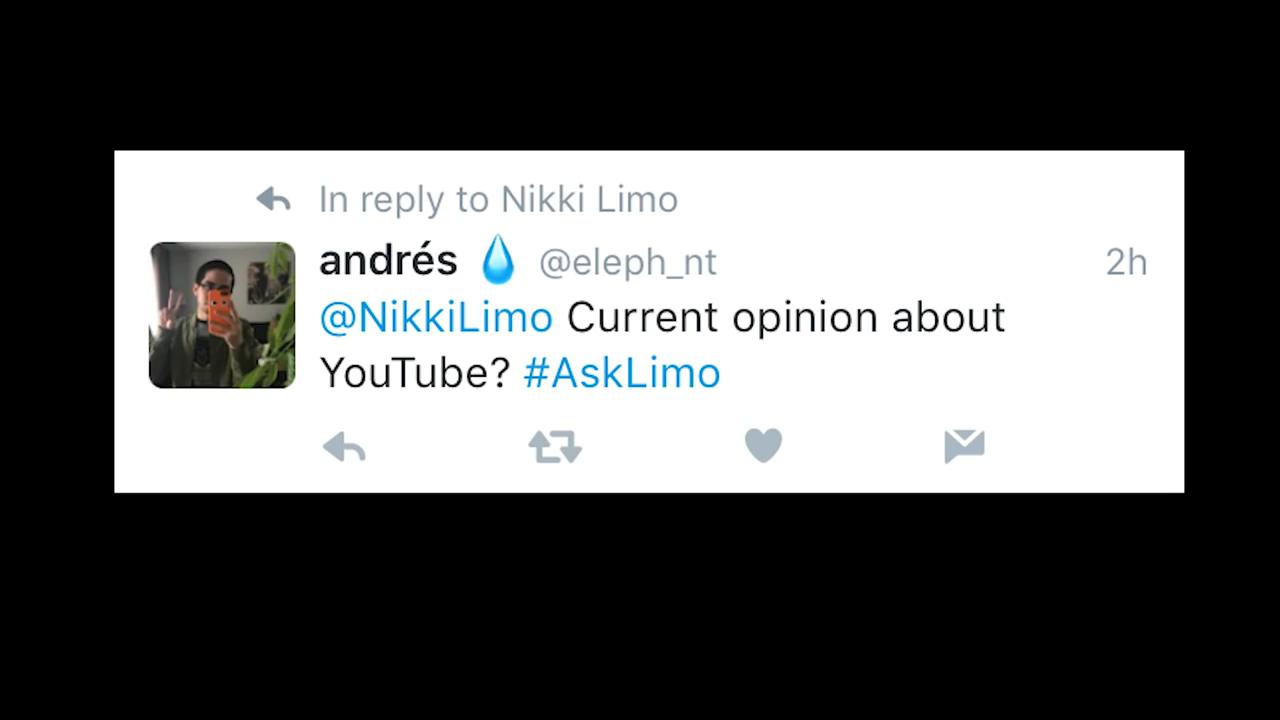 In reply to Nikki Limo
andrés 💧 @eleph_nt 2h
@NikkiLimo Current opinion about
YouTube? #AskLimo